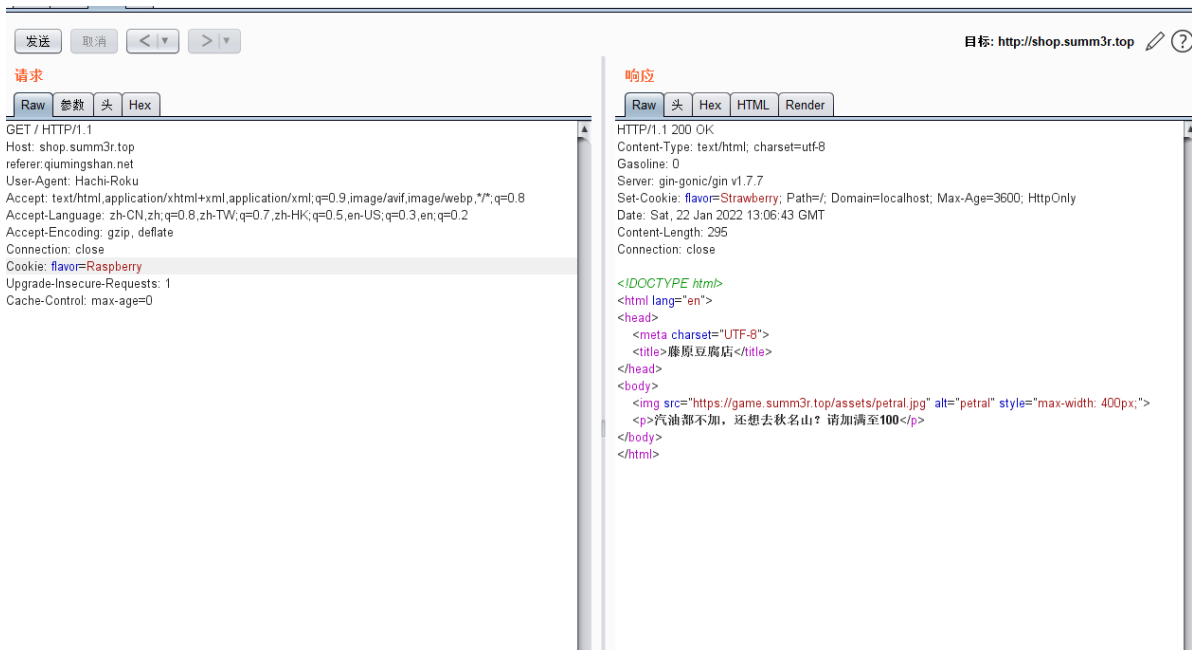 发送 取消 < > 目标: http://shop.summ3r.top ?
请求
Raw 参数 头 Hex
GET / HTTP/1.1
Host: shop.summ3r.top
referer:qiumingshan.net
User-Agent: Hachi-Roku
Accept: text/html,application/xhtml+xml,application/xml;q=0.9,image/avif,image/webp,*/*;q=0.8
Accept-Language: zh-CN,zh;q=0.8,zh-TW;q=0.7,zh-HK;q=0.5,en-US;q=0.3,en;q=0.2
Accept-Encoding: gzip, deflate
Connection: close
Cookie: flavor=Raspberry
Upgrade-Insecure-Requests: 1
Cache-Control: max-age=0
响应
Raw 头 Hex HTML Render
HTTP/1.1 200 OK
Content-Type: text/html; charset=utf-8
Gasoline: 0
Server: gin-gonic/gin v1.7.7
Set-Cookie: flavor=Strawberry; Path=/; Domain=localhost; Max-Age=3600; HttpOnly
Date: Sat, 22 Jan 2022 13:06:43 GMT
Content-Length: 295
Connection: close
<!DOCTYPE html>
<html lang="en">
<head>
<meta charset="UTF-8">
<title>藤原豆腐店</title>
</head>
<body>
<img src="https://game.summ3r.top/assets/petral.jpg" alt="petral" style="max-width: 400px;">
<p>汽油都不加，还想去秋名山？请加满至100</p>
</body>
</html>